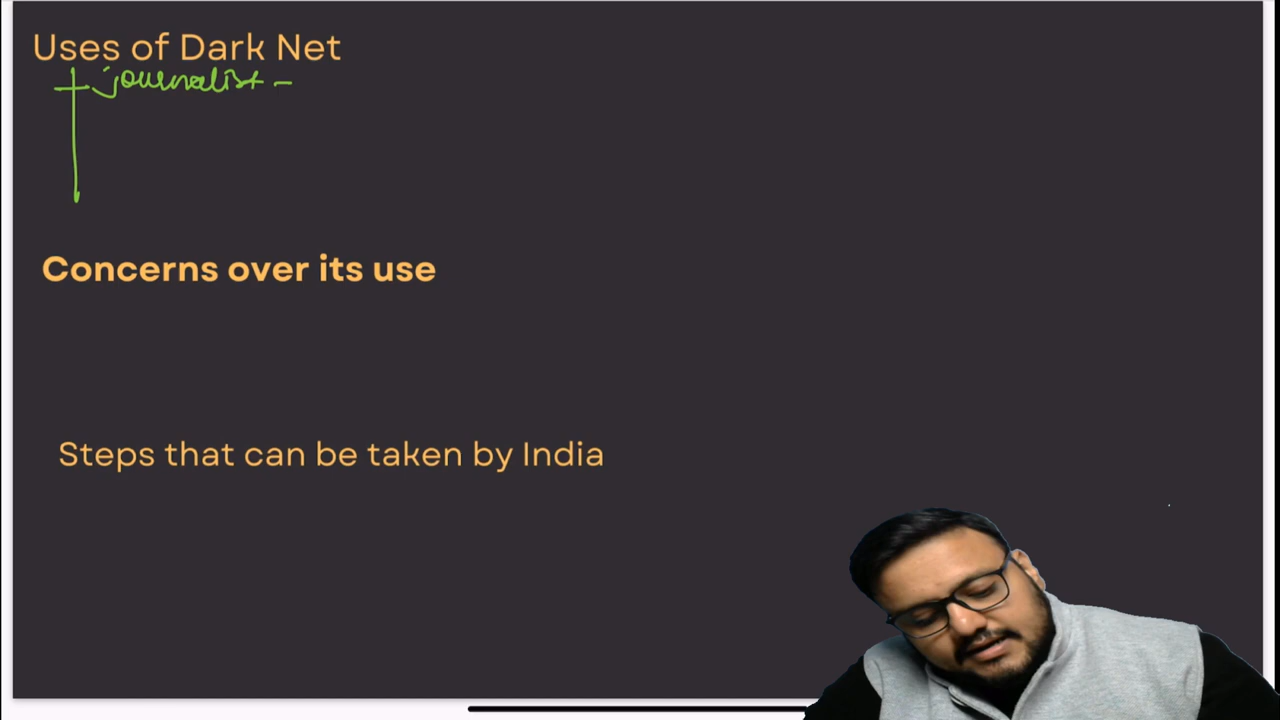 Uses of Dark Net
journalist -
Concerns over its use
Steps that can be taken by India